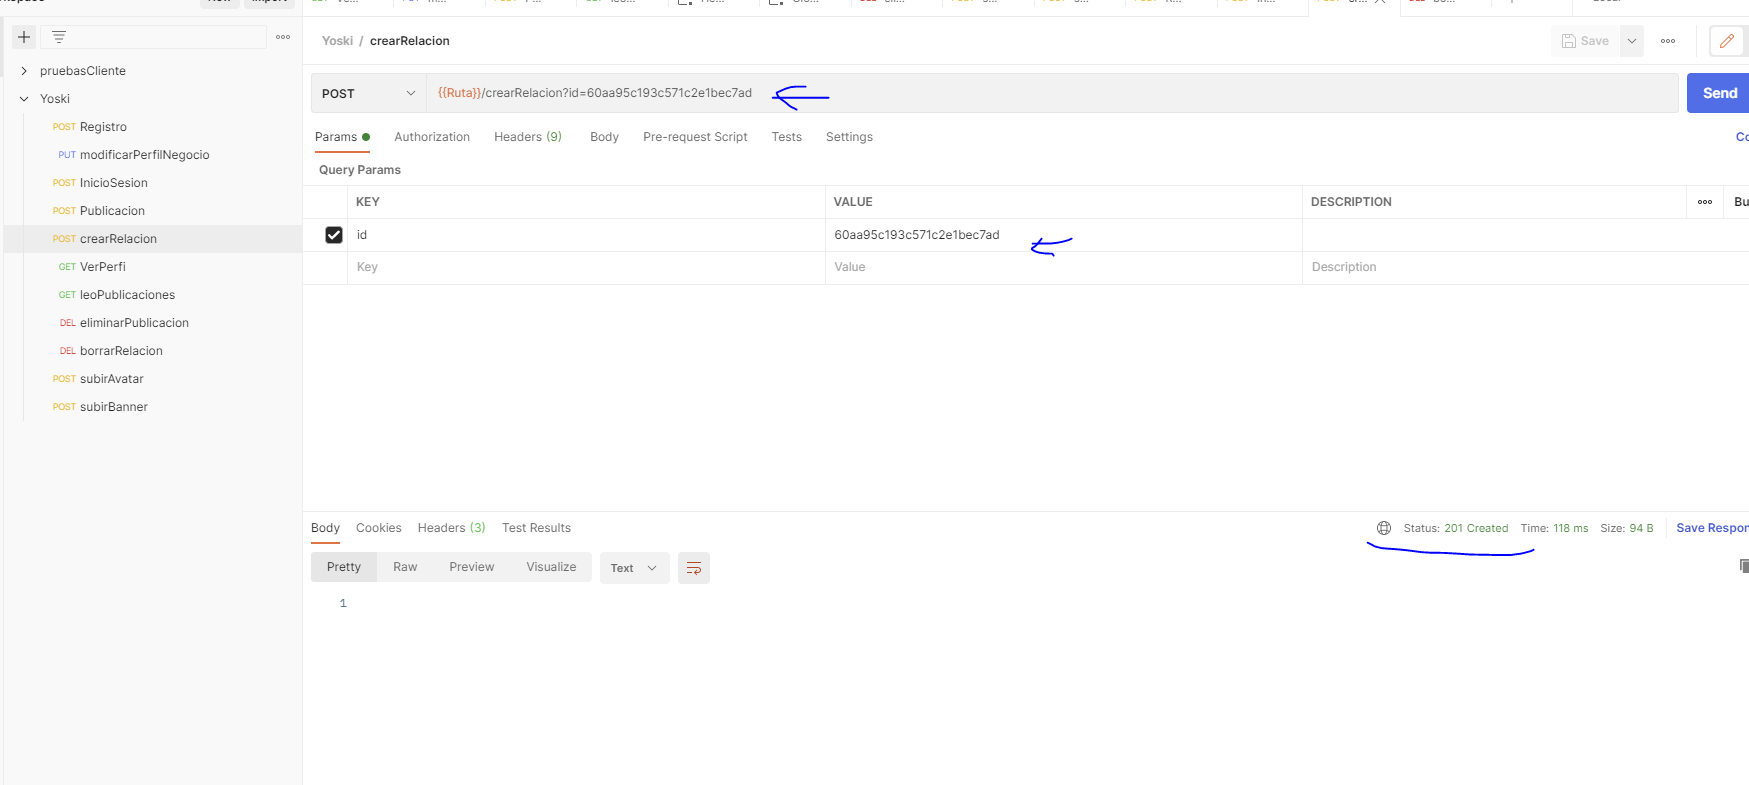 Yoski / crearRelacion
Save
pruebasCliente
Yoski
POST Registro
PUT modificarPerfilNegocio
POST InicioSesion
POST Publicacion
POST crearRelacion
GET VerPerfi
GET leoPublicaciones
DEL eliminarPublicacion
DEL borrarRelacion
POST subirAvatar
POST subirBanner
POST {{Ruta}}/crearRelacion?id=60aa95c193c571c2e1bec7ad
Send
Params Authorization Headers (9) Body Pre-request Script Tests Settings
Query Params
KEY VALUE DESCRIPTION
id 60aa95c193c571c2e1bec7ad
Key Value Description
Body Cookies Headers (3) Test Results
Status: 201 Created Time: 118 ms Size: 94 B Save Respon
Pretty Raw Preview Visualize Text
1